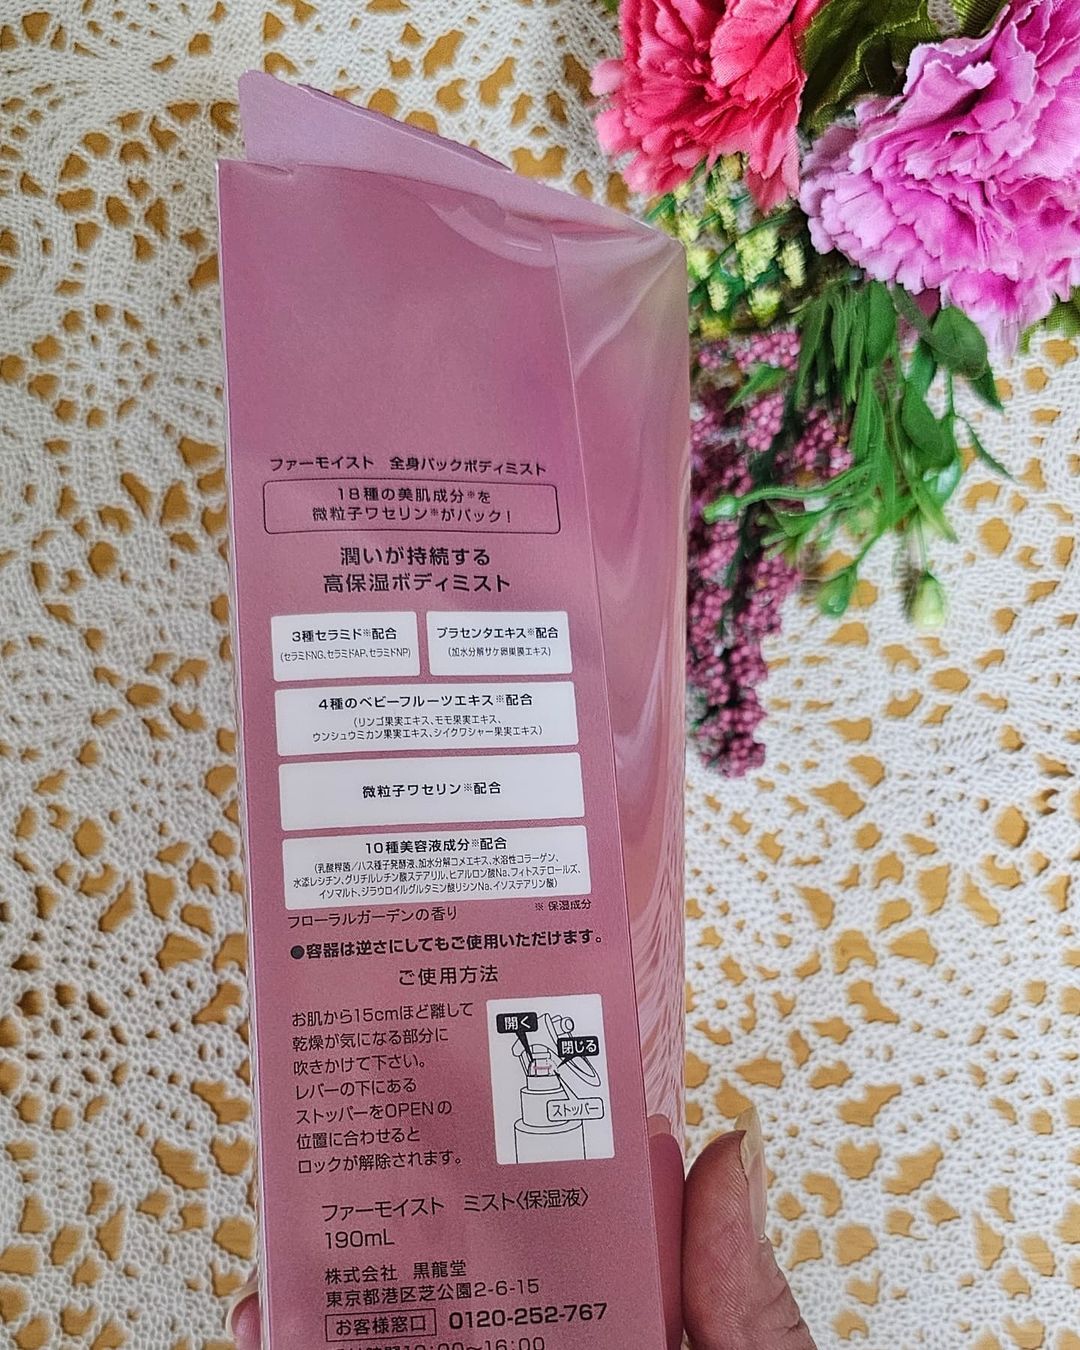 ファーモイスト 全身パックボディミスト
18種の美肌成分※を
微粒子ワセリン※がパック!
潤いが持続する
高保湿ボディミスト
3種セラミド※配合
(セラミドNG、セラミドAP、セラミドNP)
プラセンタエキス※配合
(加水分解サケ卵巣膜エキス)
4種のベビーフルーツエキス※配合
(リンゴ果実エキス、モモ果実エキス、
ウンシュウミカン果実エキス、シイクワシャー果実エキス)
微粒子ワセリン※配合
10種美容液成分※配合
(乳酸桿菌/ハス種子発酵液、加水分解コメエキス、水溶性コラーゲン、
水添レシチン、グリチルレチン酸ステアリル、ヒアルロン酸Na、フィトステロールズ、
イソマルト、ジラウロイルグルタミン酸リシンNa、イソステアリン酸)
※ 保湿成分
フローラルガーデンの香り
●容器は逆さにしてもご使用いただけます。
ご使用方法
お肌から15cmほど離して
乾燥が気になる部分に
吹きかけて下さい。
レバーの下にある
ストッパーをOPENの
位置に合わせると
ロックが解除されます。
開く
閉じる
ストッパー
ファーモイスト ミスト〈保湿液〉
190mL
株式会社 黒龍堂
東京都港区芝公園2-6-15
お客様窓口 0120-252-767
10:00〜16:00